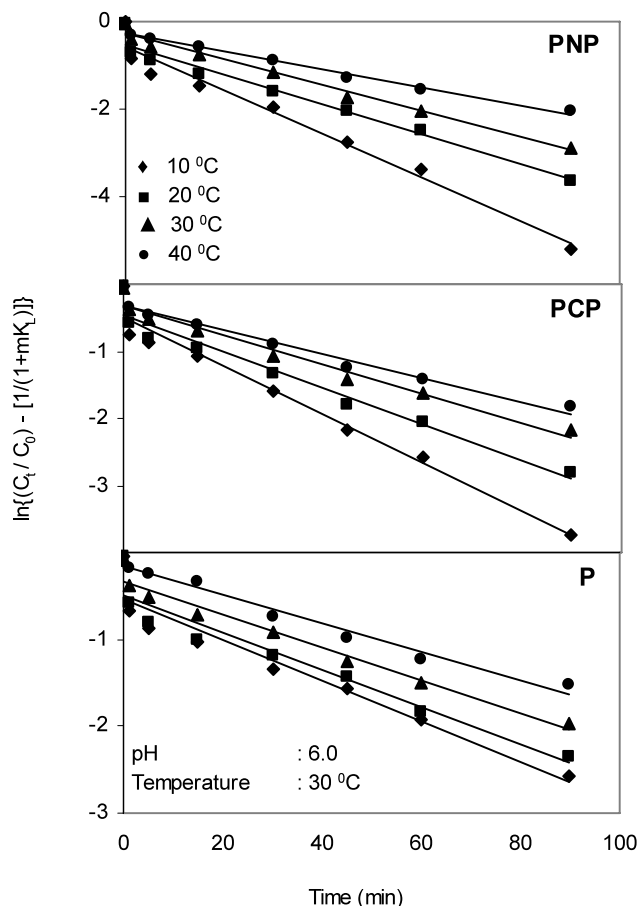 0
PNP
-2
10 ⁰C
20 ⁰C
-4
30 ⁰C
40 ⁰C
PCP
-1
-2
-3
ln{(Cₜ / C₀) - [1/(1+mK_L)]}
P
-1
-2
pH : 6.0
Temperature : 30 ⁰C
-3
0 20 40 60 80 100
Time (min)